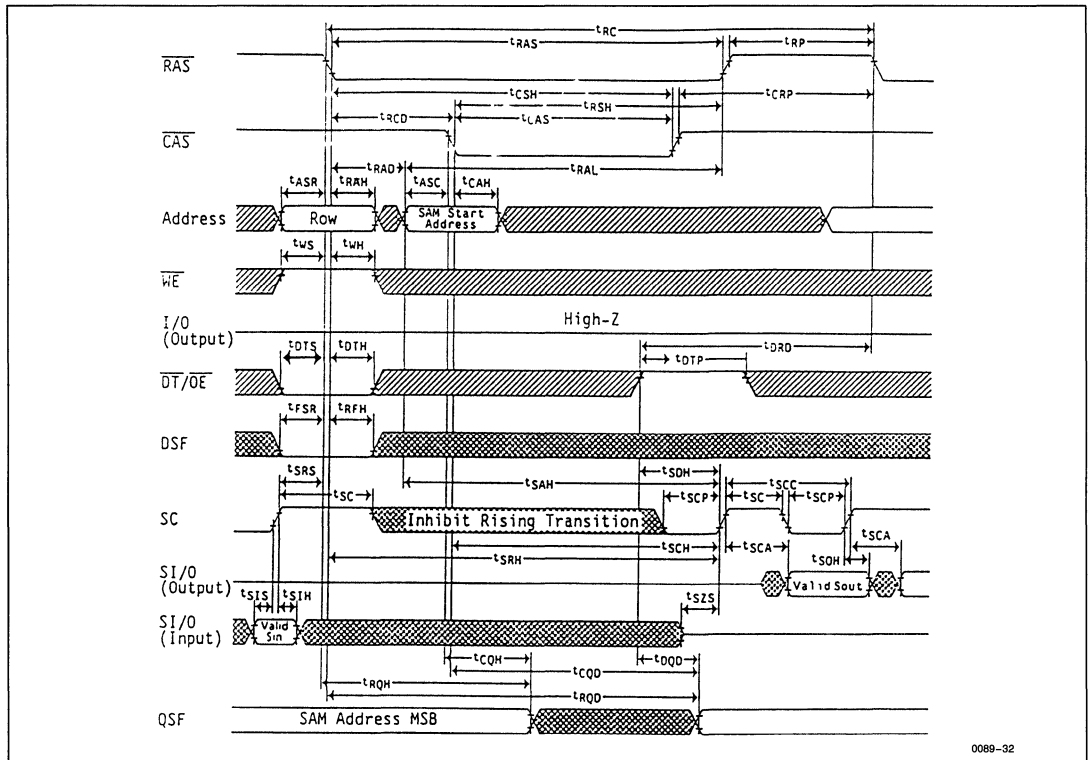 tRC
tRAS
tRP
RAS
tCSH
tCRP
tRSH
tRCD
tCAS
CAS
tRAD
tRAL
tASR
tRAH
tASC
tCAH
Address
Row
SAM Start
Address
tWS
tWH
WE
I/O
(Output)
High-Z
tDRD
tDTS
tDTH
tDTP
DT/OE
tFSR
tRFH
DSF
tSRS
tSDH
tSAH
tSCC
tSC
tSCP
tSC
tSCP
SC
Inhibit Rising Transition
tSCH
tSCA
tSCA
tSRH
tSOH
SI/O
(Output)
Valid Sout
tSIS
tSIH
tSZS
SI/O
(Input)
Valid
Sin
tCQH
tDQD
tCQD
tRQH
tRQD
QSF
SAM Address MSB
0089-32